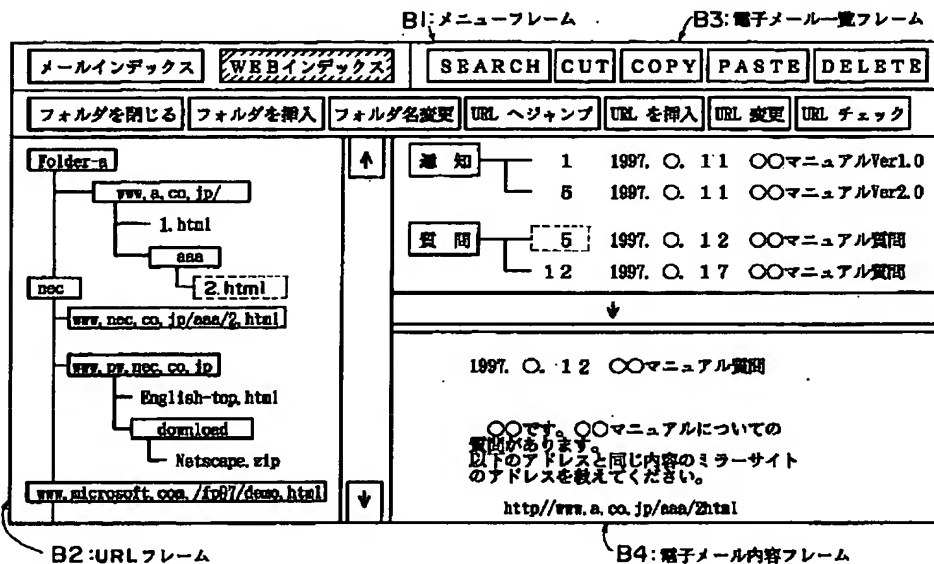 B1:メニューフレーム
B3:電子メール一覧フレーム
メールインデックス WEBインデックス SEARCH CUT COPY PASTE DELETE
フォルダを閉じる フォルダを挿入 フォルダ名変更 URL へジャンプ URL を挿入 URL 変更 URL チェック
Folder-a
www.a.co.jp/
1.html
aaa
2.html
nec
www.nec.co.jp/aaa/2.html
www.pw.nec.co.jp
English-top.html
download
Netscape.zip
www.microsoft.com./fp97/demo.html
↑
↓
通知 1 1997. ○. 11 ○○マニュアルVer1.0
5 1997. ○. 11 ○○マニュアルVer2.0
質問 5 1997. ○. 12 ○○マニュアル質問
12 1997. ○. 17 ○○マニュアル質問
↓
1997. ○. 12 ○○マニュアル質問
○○です。○○マニュアルについての
質問があります。
以下のアドレスと同じ内容のミラーサイト
のアドレスを教えてください。
http//www.a.co.jp/aaa/2html
B2:URLフレーム
B4:電子メール内容フレーム